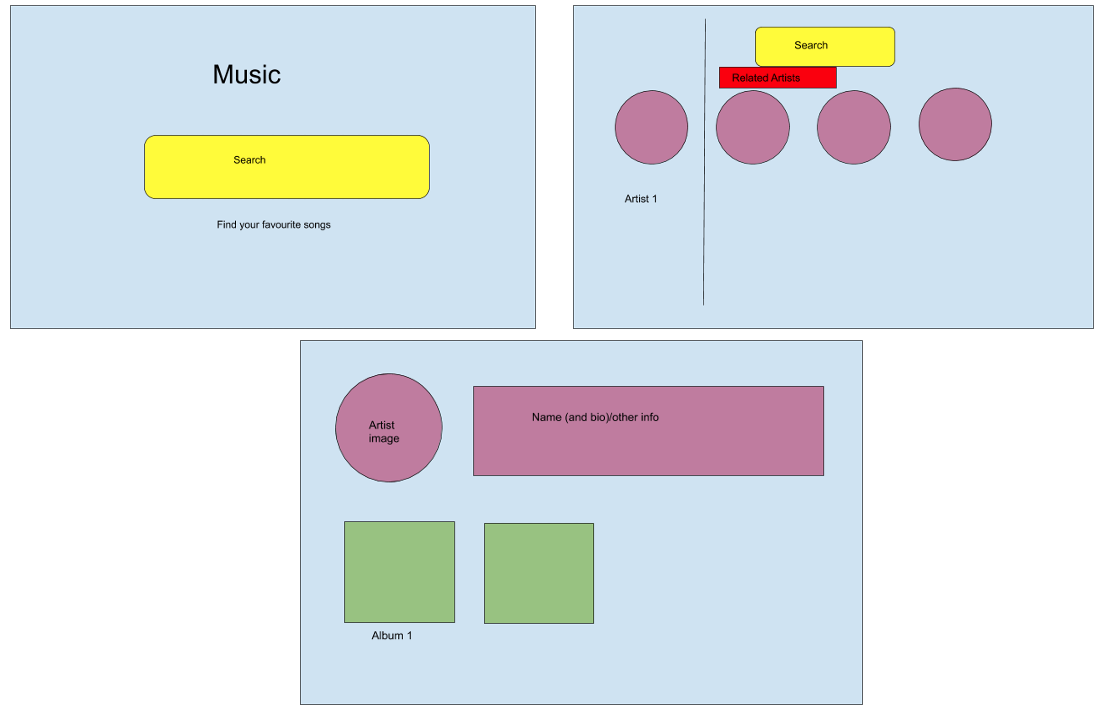 Music
Search
Find your favourite songs
Search
Related Artists
Artist 1
Artist
image
Name (and bio)/other info
Album 1